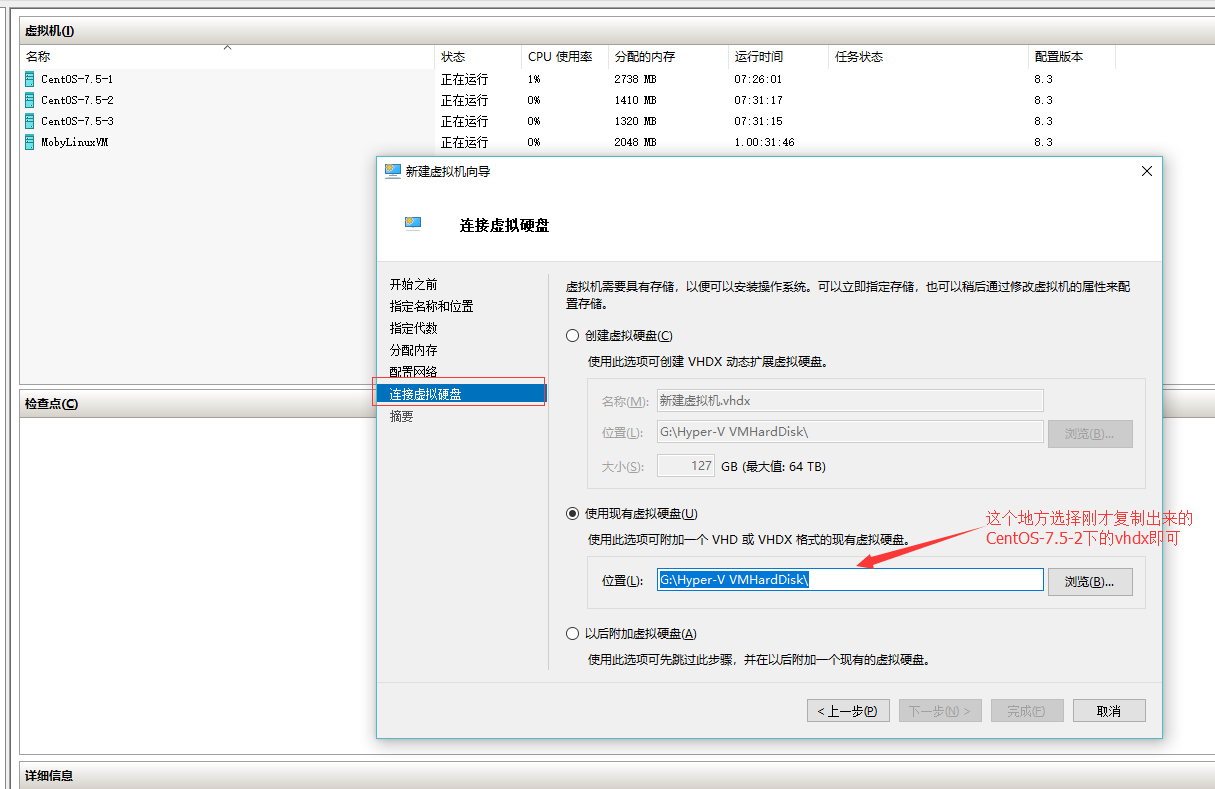 虚拟机(I)
名称 状态 CPU 使用率 分配的内存 运行时间 任务状态 配置版本
CentOS-7.5-1 正在运行 1% 2738 MB 07:26:01 8.3
CentOS-7.5-2 正在运行 0% 1410 MB 07:31:17 8.3
CentOS-7.5-3 正在运行 0% 1320 MB 07:31:15 8.3
MobyLinuxVM 正在运行 0% 2048 MB 1.00:31:46 8.3
新建虚拟机向导
连接虚拟硬盘
开始之前
指定名称和位置
指定代数
分配内存
配置网络
连接虚拟硬盘
摘要
虚拟机需要具有存储，以便可以安装操作系统。可以立即指定存储，也可以稍后通过修改虚拟机的属性来配
置存储。
创建虚拟硬盘(C)
使用此选项可创建 VHDX 动态扩展虚拟硬盘。
名称(M): 新建虚拟机.vhdx
位置(L): G:\Hyper-V VMHardDisk\ 浏览(B)...
大小(S): 127 GB (最大值: 64 TB)
使用现有虚拟硬盘(U)
使用此选项可附加一个 VHD 或 VHDX 格式的现有虚拟硬盘。
位置(L): G:\Hyper-V VMHardDisk\ 浏览(B)...
这个地方选择刚才复制出来的
CentOS-7.5-2下的vhdx即可
以后附加虚拟硬盘(A)
使用此选项可先跳过此步骤，并在以后附加一个现有的虚拟硬盘。
< 上一步(P) 下一步(N) > 完成(F) 取消
检查点(C)
详细信息